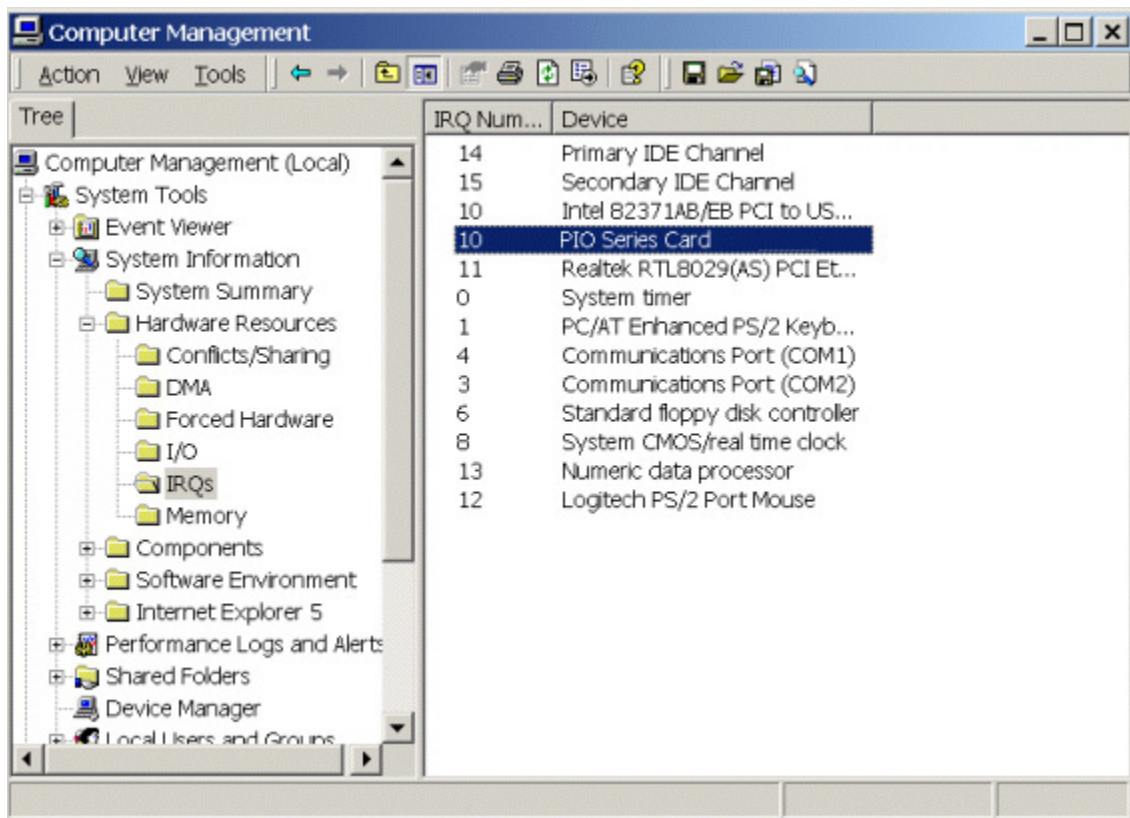 Computer Management
Action View Tools
Tree
Computer Management (Local)
System Tools
Event Viewer
System Information
System Summary
Hardware Resources
Conflicts/Sharing
DMA
Forced Hardware
I/O
IRQs
Memory
Components
Software Environment
Internet Explorer 5
Performance Logs and Alerts
Shared Folders
Device Manager
Local Users and Groups
IRQ Num... Device
14 Primary IDE Channel
15 Secondary IDE Channel
10 Intel 82371AB/EB PCI to US...
10 PIO Series Card
11 Realtek RTL8029(AS) PCI Et...
0 System timer
1 PC/AT Enhanced PS/2 Keyb...
4 Communications Port (COM1)
3 Communications Port (COM2)
6 Standard floppy disk controller
8 System CMOS/real time clock
13 Numeric data processor
12 Logitech PS/2 Port Mouse